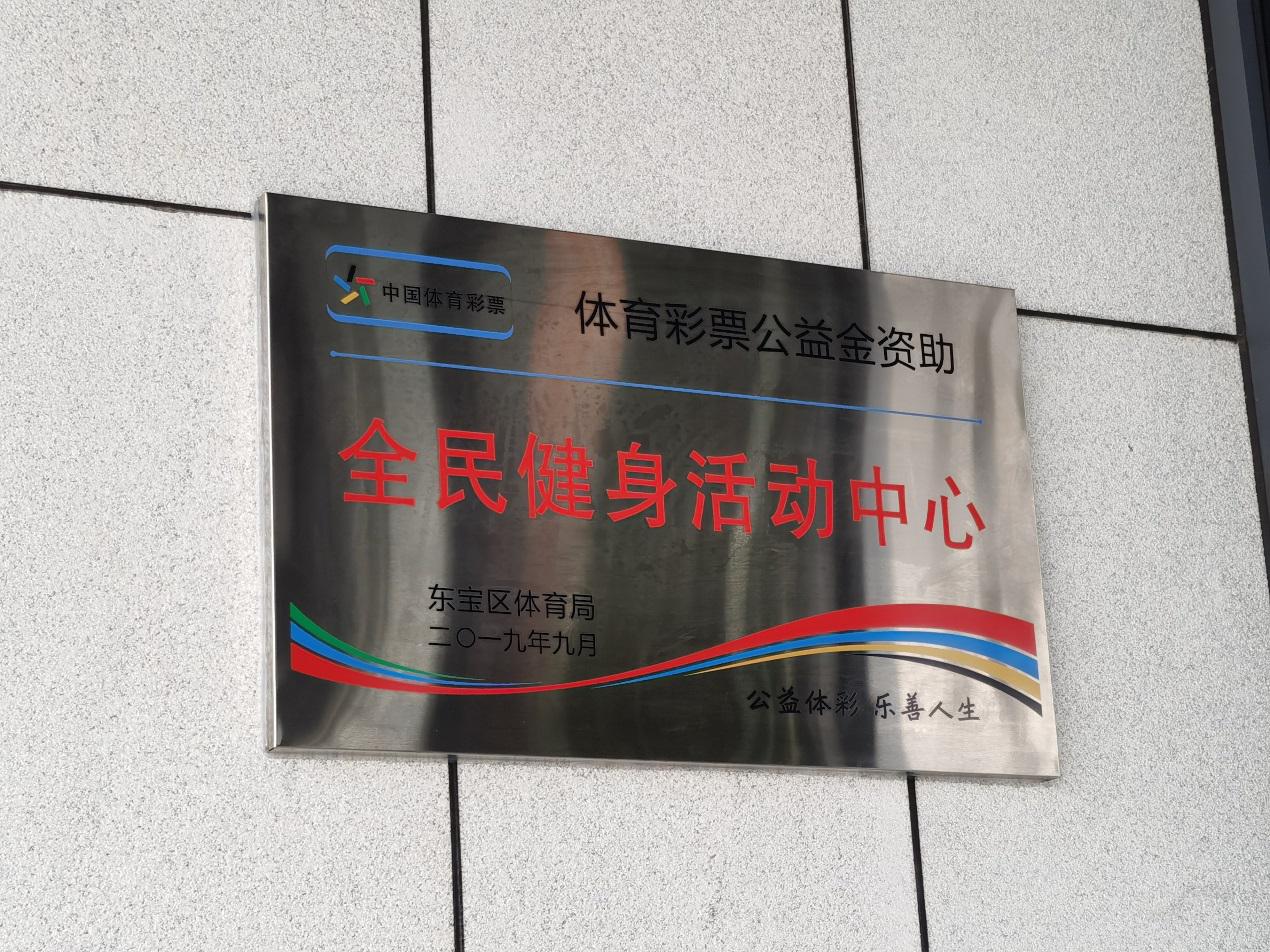 中国体育彩票
体育彩票公益金资助
全民健身活动中心
东宝区体育局
二〇一九年九月
公益体彩 乐善人生